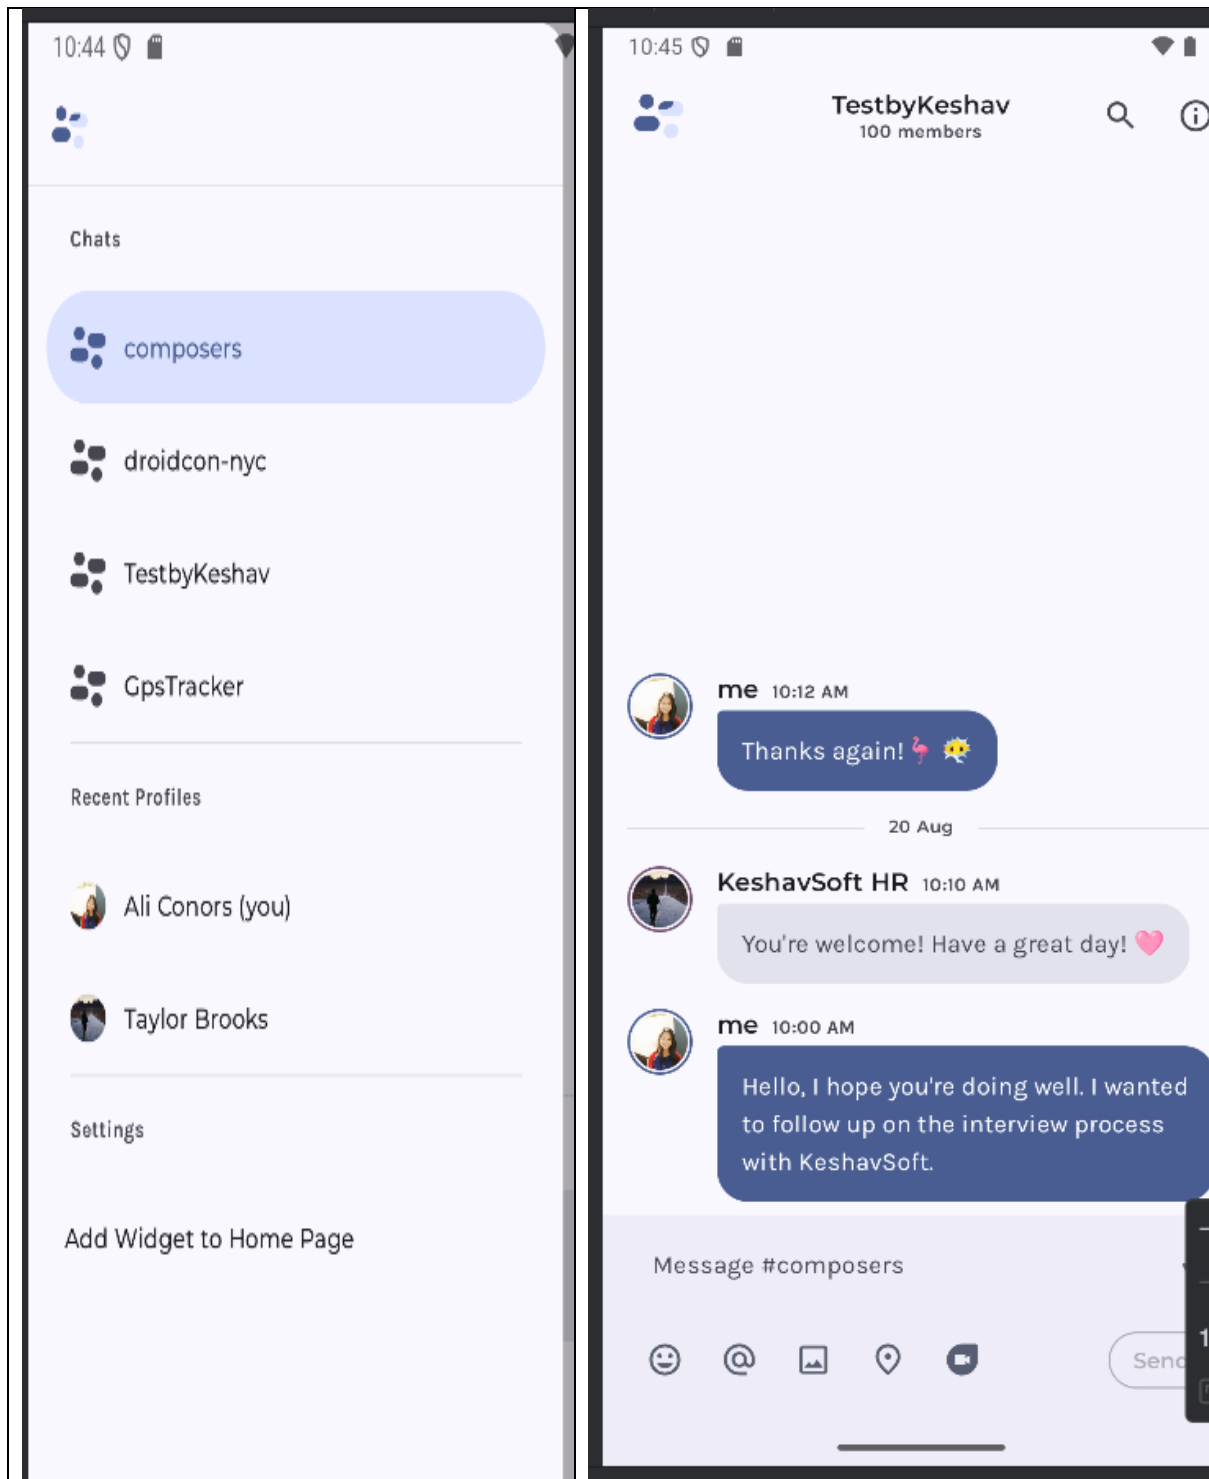 10:44
Chats
composers
droidcon-nyc
TestbyKeshav
GpsTracker
Recent Profiles
Ali Conors (you)
Taylor Brooks
Settings
Add Widget to Home Page
10:45
TestbyKeshav
100 members
me 10:12 AM
Thanks again!🦩 🐡
20 Aug
KeshavSoft HR 10:10 AM
You're welcome! Have a great day! 🩷
me 10:00 AM
Hello, I hope you're doing well. I wanted
to follow up on the interview process
with KeshavSoft.
Message #composers